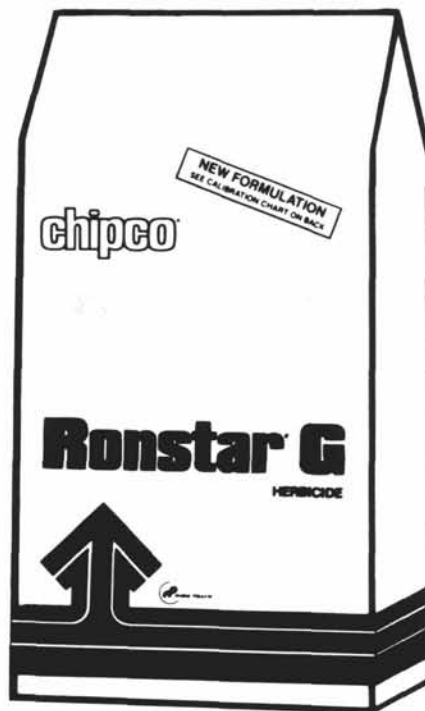 NEW FORMULATION
SEE CALIBRATION CHART ON BACK
chipco®
Ronstar® G
HERBICIDE